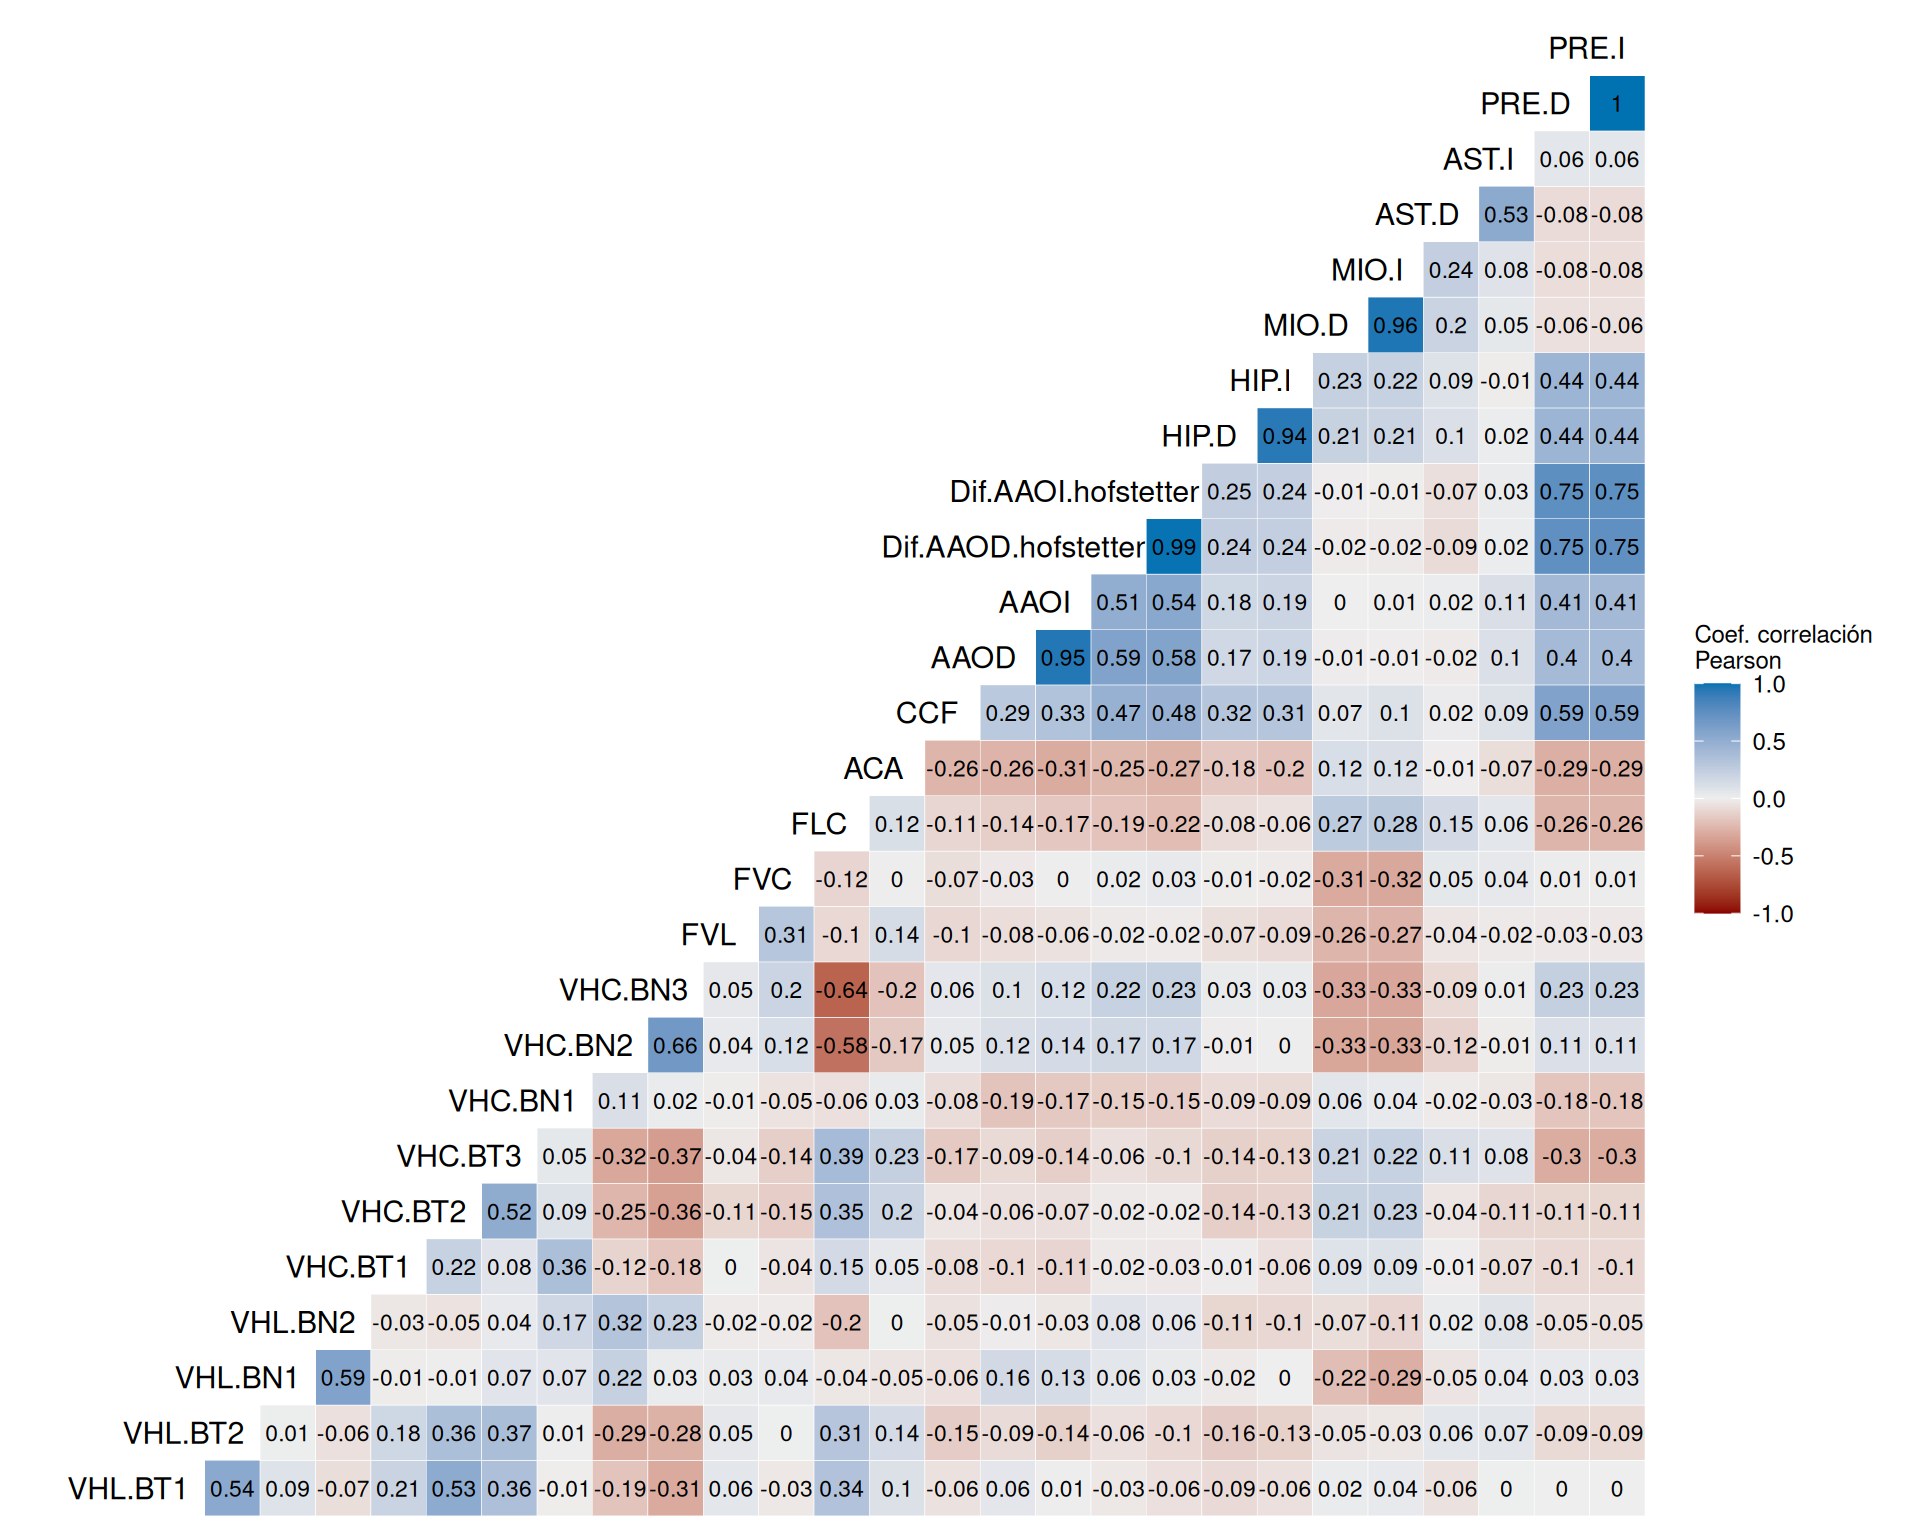 PRE.I
PRE.D 1
AST.I 0.06 0.06
AST.D 0.53 -0.08 -0.08
MIO.I 0.24 0.08 -0.08 -0.08
MIO.D 0.96 0.2 0.05 -0.06 -0.06
HIP.I 0.23 0.22 0.09 -0.01 0.44 0.44
HIP.D 0.94 0.21 0.21 0.1 0.02 0.44 0.44
Dif.AAOI.hofstetter 0.25 0.24 -0.01 -0.01 -0.07 0.03 0.75 0.75
Dif.AAOD.hofstetter 0.99 0.24 0.24 -0.02 -0.02 -0.09 0.02 0.75 0.75
AAOI 0.51 0.54 0.18 0.19 0 0.01 0.02 0.11 0.41 0.41
AAOD 0.95 0.59 0.58 0.17 0.19 -0.01 -0.01 -0.02 0.1 0.4 0.4
CCF 0.29 0.33 0.47 0.48 0.32 0.31 0.07 0.1 0.02 0.09 0.59 0.59
ACA -0.26 -0.26 -0.31 -0.25 -0.27 -0.18 -0.2 0.12 0.12 -0.01 -0.07 -0.29 -0.29
FLC 0.12 -0.11 -0.14 -0.17 -0.19 -0.22 -0.08 -0.06 0.27 0.28 0.15 0.06 -0.26 -0.26
FVC -0.12 0 -0.07 -0.03 0 0.02 0.03 -0.01 -0.02 -0.31 -0.32 0.05 0.04 0.01 0.01
FVL 0.31 -0.1 0.14 -0.1 -0.08 -0.06 -0.02 -0.02 -0.07 -0.09 -0.26 -0.27 -0.04 -0.02 -0.03 -0.03
VHC.BN3 0.05 0.2 -0.64 -0.2 0.06 0.1 0.12 0.22 0.23 0.03 0.03 -0.33 -0.33 -0.09 0.01 0.23 0.23
VHC.BN2 0.66 0.04 0.12 -0.58 -0.17 0.05 0.12 0.14 0.17 0.17 -0.01 0 -0.33 -0.33 -0.12 -0.01 0.11 0.11
VHC.BN1 0.11 0.02 -0.01 -0.05 -0.06 0.03 -0.08 -0.19 -0.17 -0.15 -0.15 -0.09 -0.09 0.06 0.04 -0.02 -0.03 -0.18 -0.18
VHC.BT3 0.05 -0.32 -0.37 -0.04 -0.14 0.39 0.23 -0.17 -0.09 -0.14 -0.06 -0.1 -0.14 -0.13 0.21 0.22 0.11 0.08 -0.3 -0.3
VHC.BT2 0.52 0.09 -0.25 -0.36 -0.11 -0.15 0.35 0.2 -0.04 -0.06 -0.07 -0.02 -0.02 -0.14 -0.13 0.21 0.23 -0.04 -0.11 -0.11 -0.11
VHC.BT1 0.22 0.08 0.36 -0.12 -0.18 0 -0.04 0.15 0.05 -0.08 -0.1 -0.11 -0.02 -0.03 -0.01 -0.06 0.09 0.09 -0.01 -0.07 -0.1 -0.1
VHL.BN2 -0.03 -0.05 0.04 0.17 0.32 0.23 -0.02 -0.02 -0.2 0 -0.05 -0.01 -0.03 0.08 0.06 -0.11 -0.1 -0.07 -0.11 0.02 0.08 -0.05 -0.05
VHL.BN1 0.59 -0.01 -0.01 0.07 0.07 0.22 0.03 0.03 0.04 -0.04 -0.05 -0.06 0.16 0.13 0.06 0.03 -0.02 0 -0.22 -0.29 -0.05 0.04 0.03 0.03
VHL.BT2 0.01 -0.06 0.18 0.36 0.37 0.01 -0.29 -0.28 0.05 0 0.31 0.14 -0.15 -0.09 -0.14 -0.06 -0.1 -0.16 -0.13 -0.05 -0.03 0.06 0.07 -0.09 -0.09
VHL.BT1 0.54 0.09 -0.07 0.21 0.53 0.36 -0.01 -0.19 -0.31 0.06 -0.03 0.34 0.1 -0.06 0.06 0.01 -0.03 -0.06 -0.09 -0.06 0.02 0.04 -0.06 0 0 0
Coef. correlación
Pearson
1.0
0.5
0.0
-0.5
-1.0